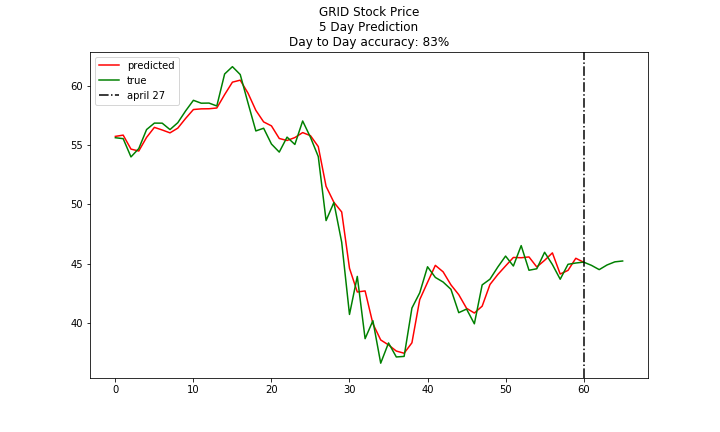 GRID Stock Price
5 Day Prediction
Day to Day accuracy: 83%
predicted
true
april 27
60
55
50
45
40
0 10 20 30 40 50 60